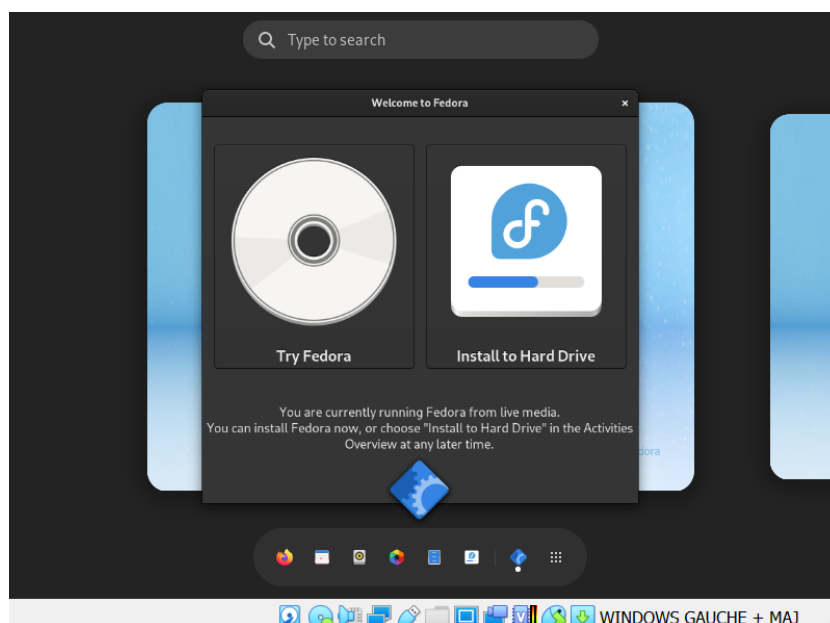 Type to search
Welcome to Fedora
Try Fedora
Install to Hard Drive
You are currently running Fedora from live media.
You can install Fedora now, or choose "Install to Hard Drive" in the Activities
Overview at any later time.
dora
WINDOWS GAUCHE + MAJ